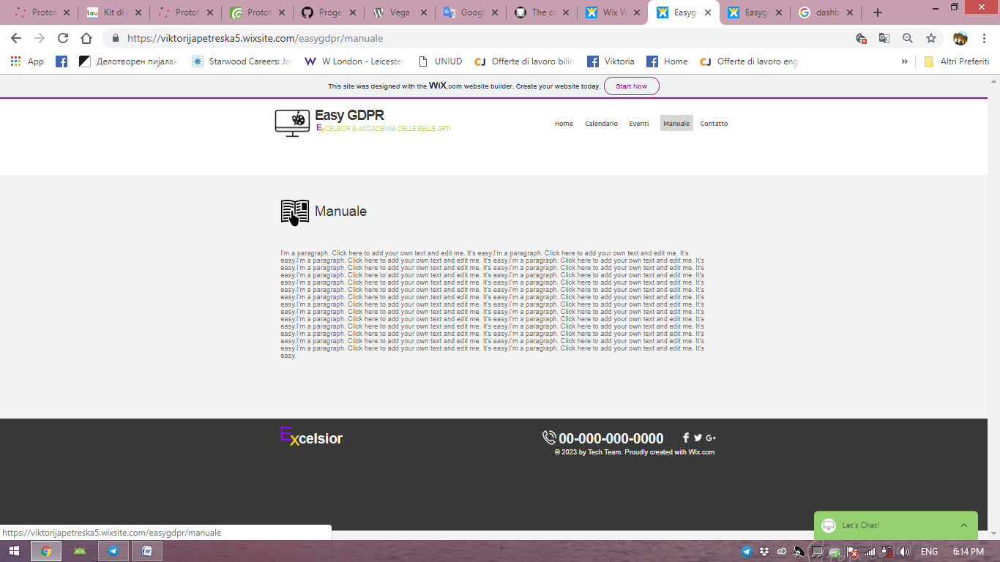 Protot
Kit di
Protot
Protot
Proge
Vega
Googl
The co
Wix W
Easyg
Easyg
dashb
https://viktorijapetreska5.wixsite.com/easygdpr/manuale
App
Делотворен пијалак
Starwood Careers: Jo
W London - Leicester
UNIUD
CJ
Offerte di lavoro bilin
Viktoria
Home
CJ
Offerte di lavoro eng
»
Altri Preferiti
This site was designed with the WiX.com website builder. Create your website today.
Start Now
Easy GDPR
EXCELSIOR & ACCADEMIA DELLE BELLE ARTI
Home
Calendario
Eventi
Manuale
Contatto
Manuale
I'm a paragraph. Click here to add your own text and edit me. It's easy.I'm a paragraph. Click here to add your own text and edit me. It's
easy.I'm a paragraph. Click here to add your own text and edit me. It's easy.I'm a paragraph. Click here to add your own text and edit me. It's
easy.I'm a paragraph. Click here to add your own text and edit me. It's easy.I'm a paragraph. Click here to add your own text and edit me. It's
easy.I'm a paragraph. Click here to add your own text and edit me. It's easy.I'm a paragraph. Click here to add your own text and edit me. It's
easy.I'm a paragraph. Click here to add your own text and edit me. It's easy.I'm a paragraph. Click here to add your own text and edit me. It's
easy.I'm a paragraph. Click here to add your own text and edit me. It's easy.I'm a paragraph. Click here to add your own text and edit me. It's
easy.I'm a paragraph. Click here to add your own text and edit me. It's easy.I'm a paragraph. Click here to add your own text and edit me. It's
easy.I'm a paragraph. Click here to add your own text and edit me. It's easy.I'm a paragraph. Click here to add your own text and edit me. It's
easy.I'm a paragraph. Click here to add your own text and edit me. It's easy.I'm a paragraph. Click here to add your own text and edit me. It's
easy.I'm a paragraph. Click here to add your own text and edit me. It's easy.I'm a paragraph. Click here to add your own text and edit me. It's
easy.I'm a paragraph. Click here to add your own text and edit me. It's easy.I'm a paragraph. Click here to add your own text and edit me. It's
easy.I'm a paragraph. Click here to add your own text and edit me. It's easy.I'm a paragraph. Click here to add your own text and edit me. It's
easy.I'm a paragraph. Click here to add your own text and edit me. It's easy.I'm a paragraph. Click here to add your own text and edit me. It's
easy.I'm a paragraph. Click here to add your own text and edit me. It's easy.I'm a paragraph. Click here to add your own text and edit me. It's
easy.
Excelsior
00-000-000-0000
© 2023 by Tech Team. Proudly created with Wix.com
Let's Chat!
https://viktorijapetreska5.wixsite.com/easygdpr/manuale
ENG
6:14 PM